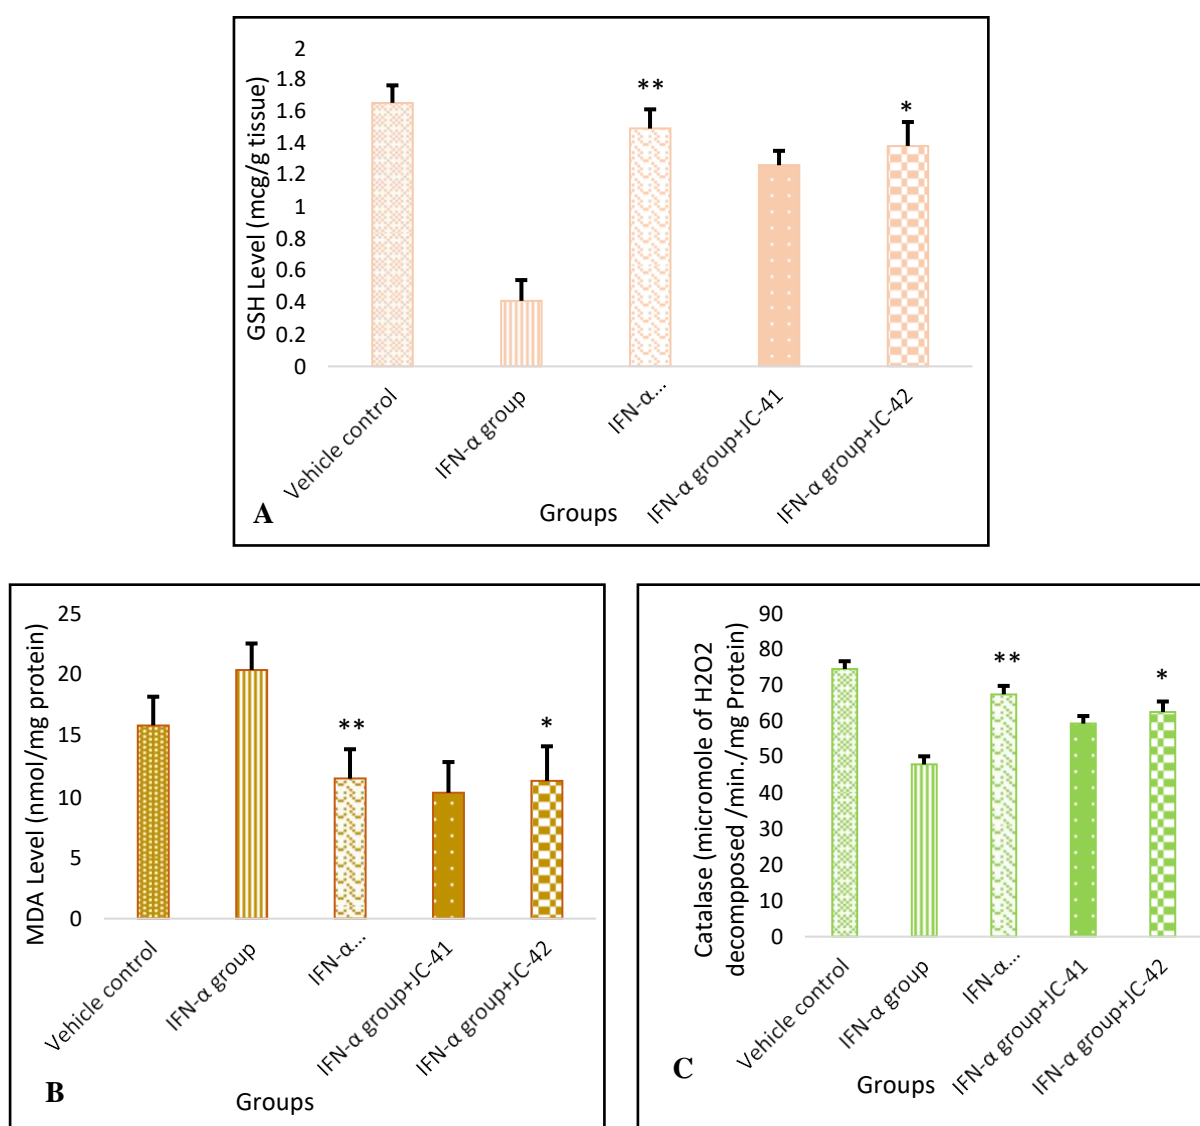 2
1.8
1.6
1.4
1.2
1
0.8
0.6
0.4
0.2
0
GSH Level (mcg/g tissue)
**
*
Vehicle control
IFN-α group
IFN-α...
IFN-α group+JC-41
IFN-α group+JC-42
Groups
A
25
20
15
10
5
0
MDA Level (nmol/mg protein)
**
*
Vehicle control
IFN-α group
IFN-α...
IFN-α group+JC-41
IFN-α group+JC-42
Groups
B
90
80
70
60
50
40
30
20
10
0
Catalase (micromole of H2O2
decomposed /min./mg Protein)
**
*
Vehicle control
IFN-α group
IFN-α...
IFN-α group+JC-41
IFN-α group+JC-42
Groups
C